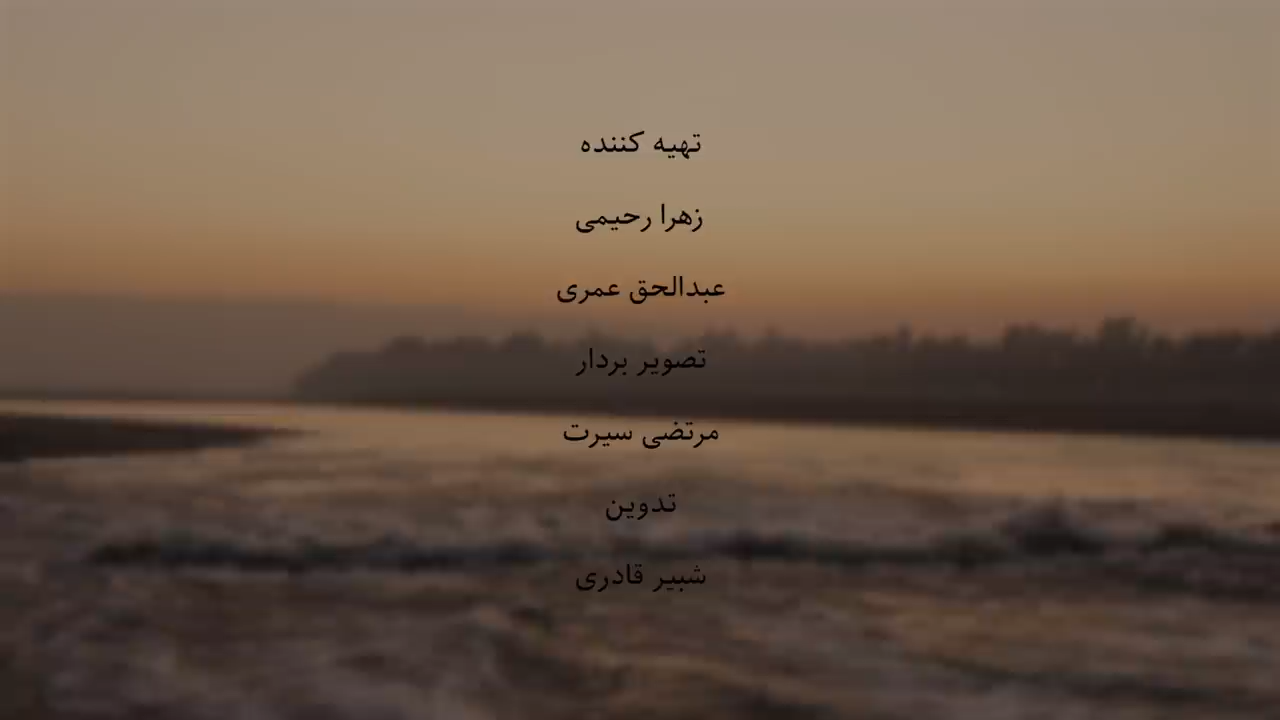 تهیه کننده
زهرا رحیمی
عبدالحق عمری
تصویر بردار
مرتضی سیرت
تدوین
شبیر قادری